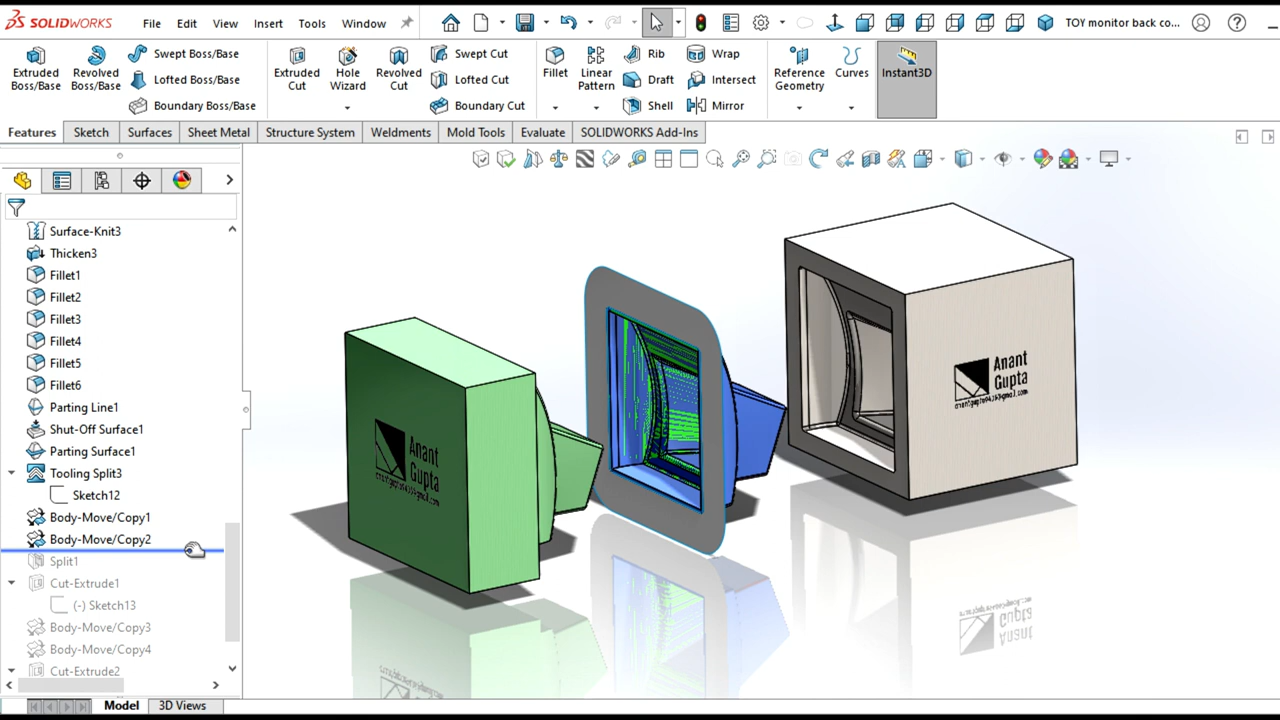 SOLIDWORKS File Edit View Insert Tools Window TOY monitor back co...
Extruded Boss/Base
Revolved Boss/Base
Swept Boss/Base
Lofted Boss/Base
Boundary Boss/Base
Extruded Cut
Hole Wizard
Revolved Cut
Swept Cut
Lofted Cut
Boundary Cut
Fillet
Linear Pattern
Rib
Draft
Shell
Wrap
Intersect
Mirror
Reference Geometry
Curves
Instant3D
Features Sketch Surfaces Sheet Metal Structure System Weldments Mold Tools Evaluate SOLIDWORKS Add-Ins
Surface-Knit3
Thicken3
Fillet1
Fillet2
Fillet3
Fillet4
Fillet5
Fillet6
Parting Line1
Shut-Off Surface1
Parting Surface1
Tooling Split3
Sketch12
Body-Move/Copy1
Body-Move/Copy2
Split1
Cut-Extrude1
(-) Sketch13
Body-Move/Copy3
Body-Move/Copy4
Cut-Extrude2
Anant
Gupta
Anant
Gupta
Model 3D Views